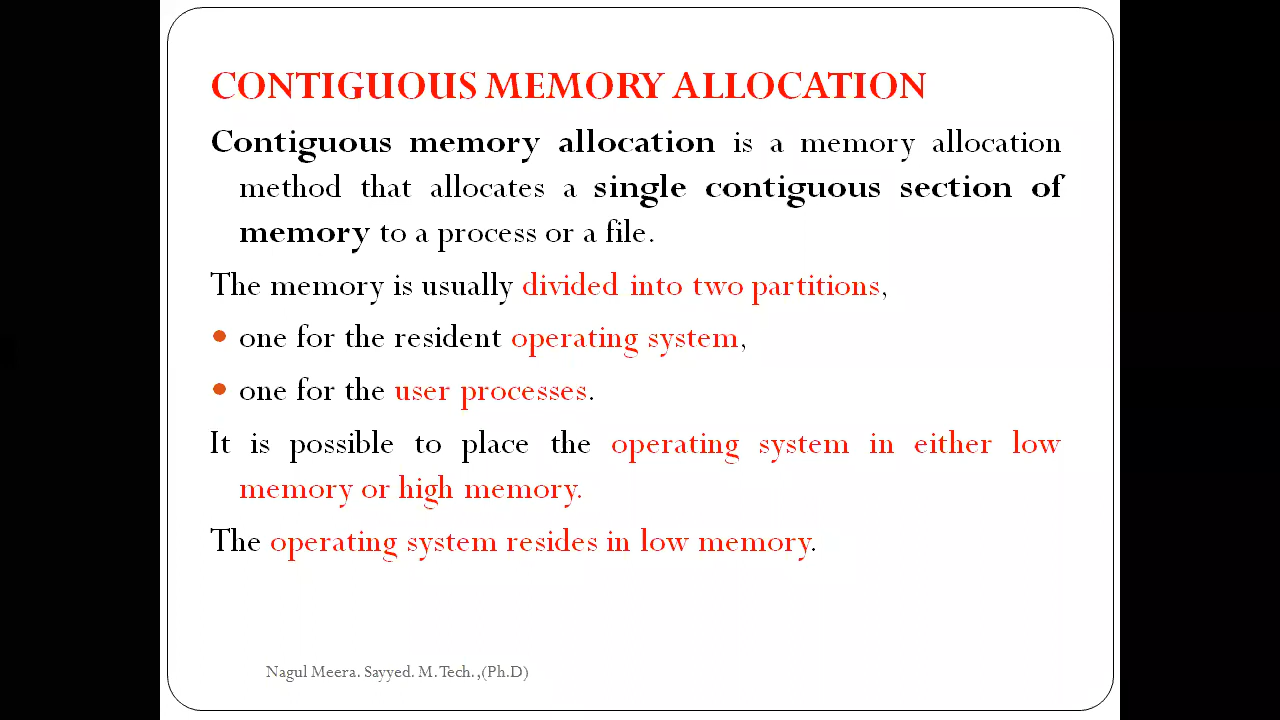 CONTIGUOUS MEMORY ALLOCATION
Contiguous memory allocation is a memory allocation
method that allocates a single contiguous section of
memory to a process or a file.
The memory is usually divided into two partitions,
• one for the resident operating system,
• one for the user processes.
It is possible to place the operating system in either low
memory or high memory.
The operating system resides in low memory.
Nagul Meera. Sayyed. M. Tech.,(Ph.D)